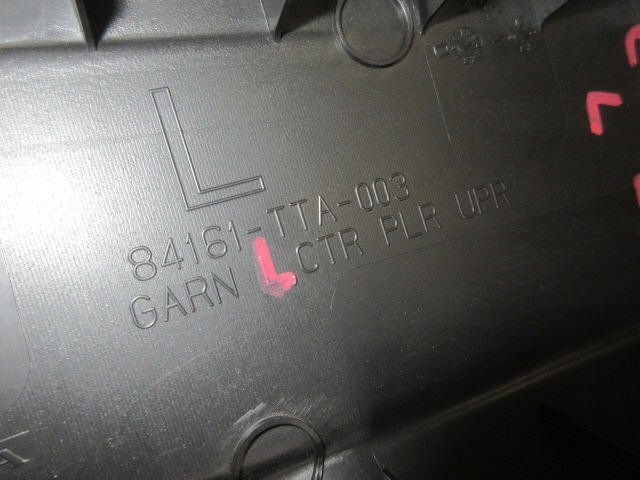 L
84161-TTA-003
GARN L CTR PLR UPR
L